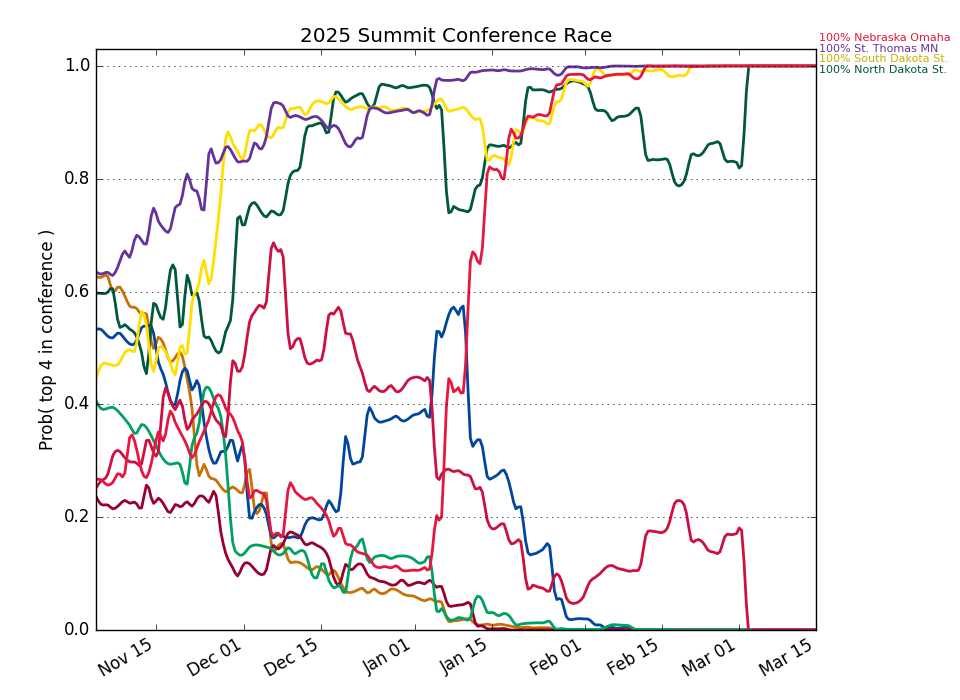 2025 Summit Conference Race
100% Nebraska Omaha
100% St. Thomas MN
100% South Dakota St.
100% North Dakota St.
Prob( top 4 in conference )
1.0
0.8
0.6
0.4
0.2
0.0
Nov 15
Dec 01
Dec 15
Jan 01
Jan 15
Feb 01
Feb 15
Mar 01
Mar 15